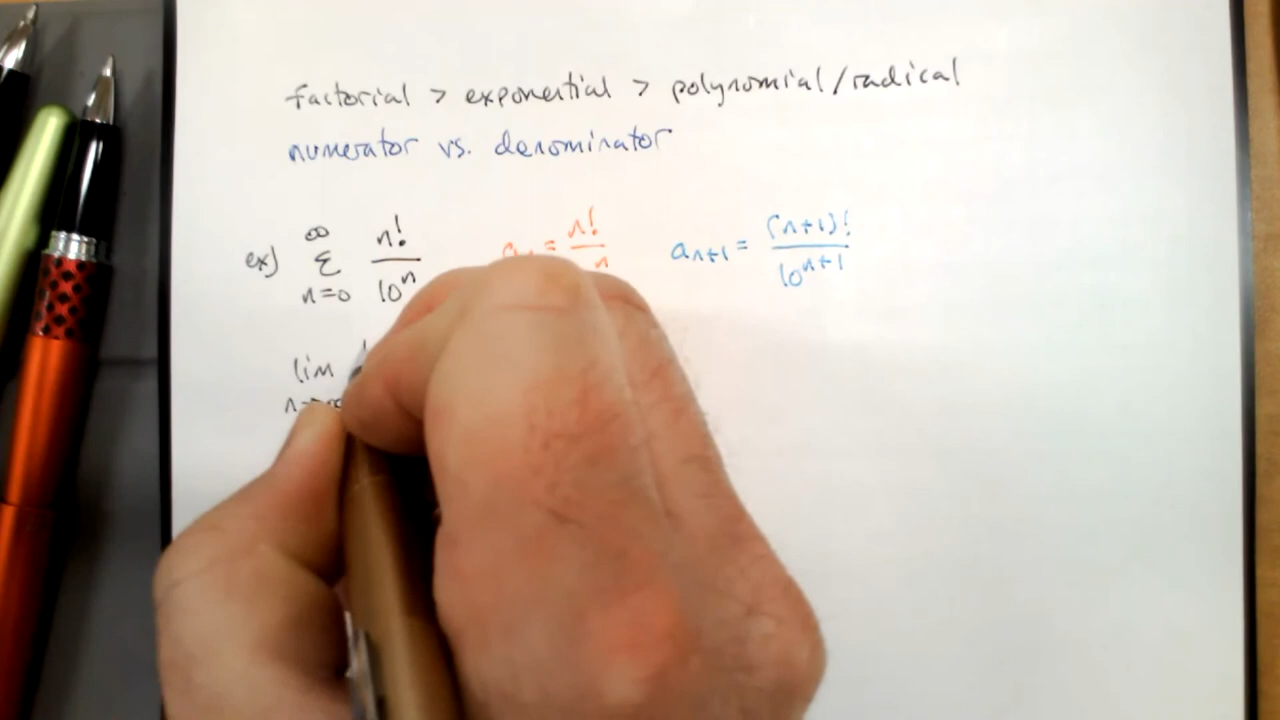 factorial > exponential > polynomial/radical
numerator vs. denominator
ex) ∞ Σ n=0 n!/10^n a = n!/ n a_{n+1} = (n+1)!/10^{n+1}
lim n→∞